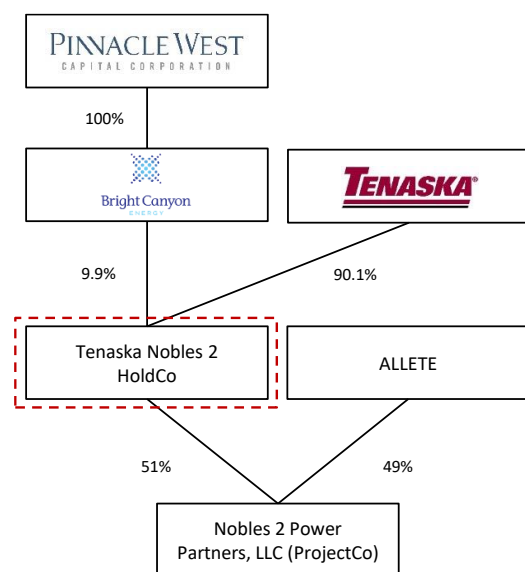 PINNACLE WEST
CAPITAL CORPORATION
100%
Bright Canyon
ENERGY
TENASKA®
9.9%
90.1%
Tenaska Nobles 2
HoldCo
ALLETE
51%
49%
Nobles 2 Power
Partners, LLC (ProjectCo)